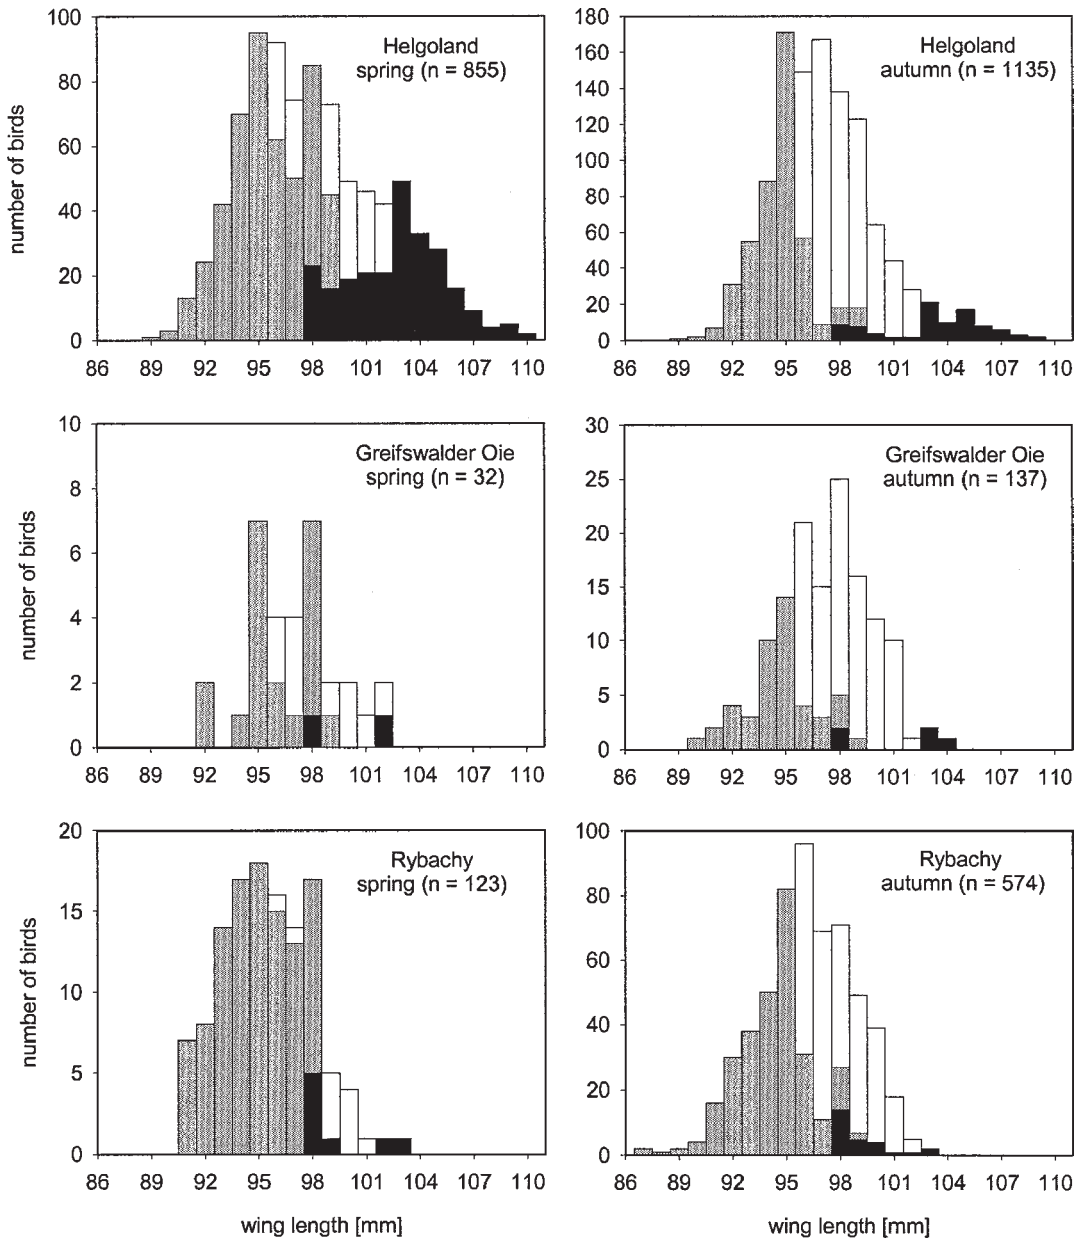 100
80
60
40
20
0
number of birds
Helgoland
spring (n = 855)
86 89 92 95 98 101 104 107 110
180
160
140
120
100
80
60
40
20
0
Helgoland
autumn (n = 1135)
86 89 92 95 98 101 104 107 110
10
8
6
4
2
0
number of birds
Greifswalder Oie
spring (n = 32)
86 89 92 95 98 101 104 107 110
30
25
20
15
10
5
0
Greifswalder Oie
autumn (n = 137)
86 89 92 95 98 101 104 107 110
20
15
10
5
0
number of birds
Rybachy
spring (n = 123)
86 89 92 95 98 101 104 107 110
wing length [mm]
100
80
60
40
20
0
Rybachy
autumn (n = 574)
86 89 92 95 98 101 104 107 110
wing length [mm]